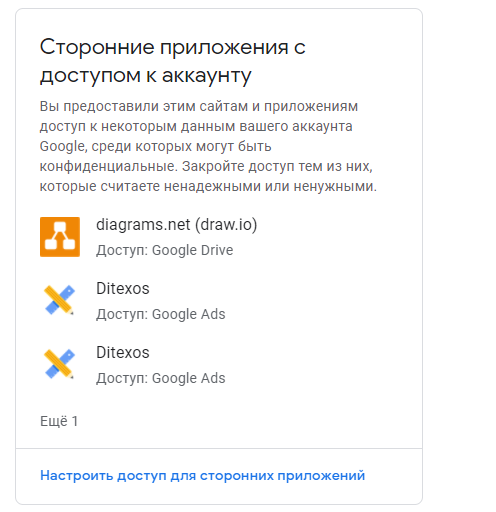 Сторонние приложения с
доступом к аккаунту
Вы предоставили этим сайтам и приложениям
доступ к некоторым данным вашего аккаунта
Google, среди которых могут быть
конфиденциальные. Закройте доступ тем из них,
которые считаете ненадежными или ненужными.
diagrams.net (draw.io)
Доступ: Google Drive
Ditexos
Доступ: Google Ads
Ditexos
Доступ: Google Ads
Ещё 1
Настроить доступ для сторонних приложений